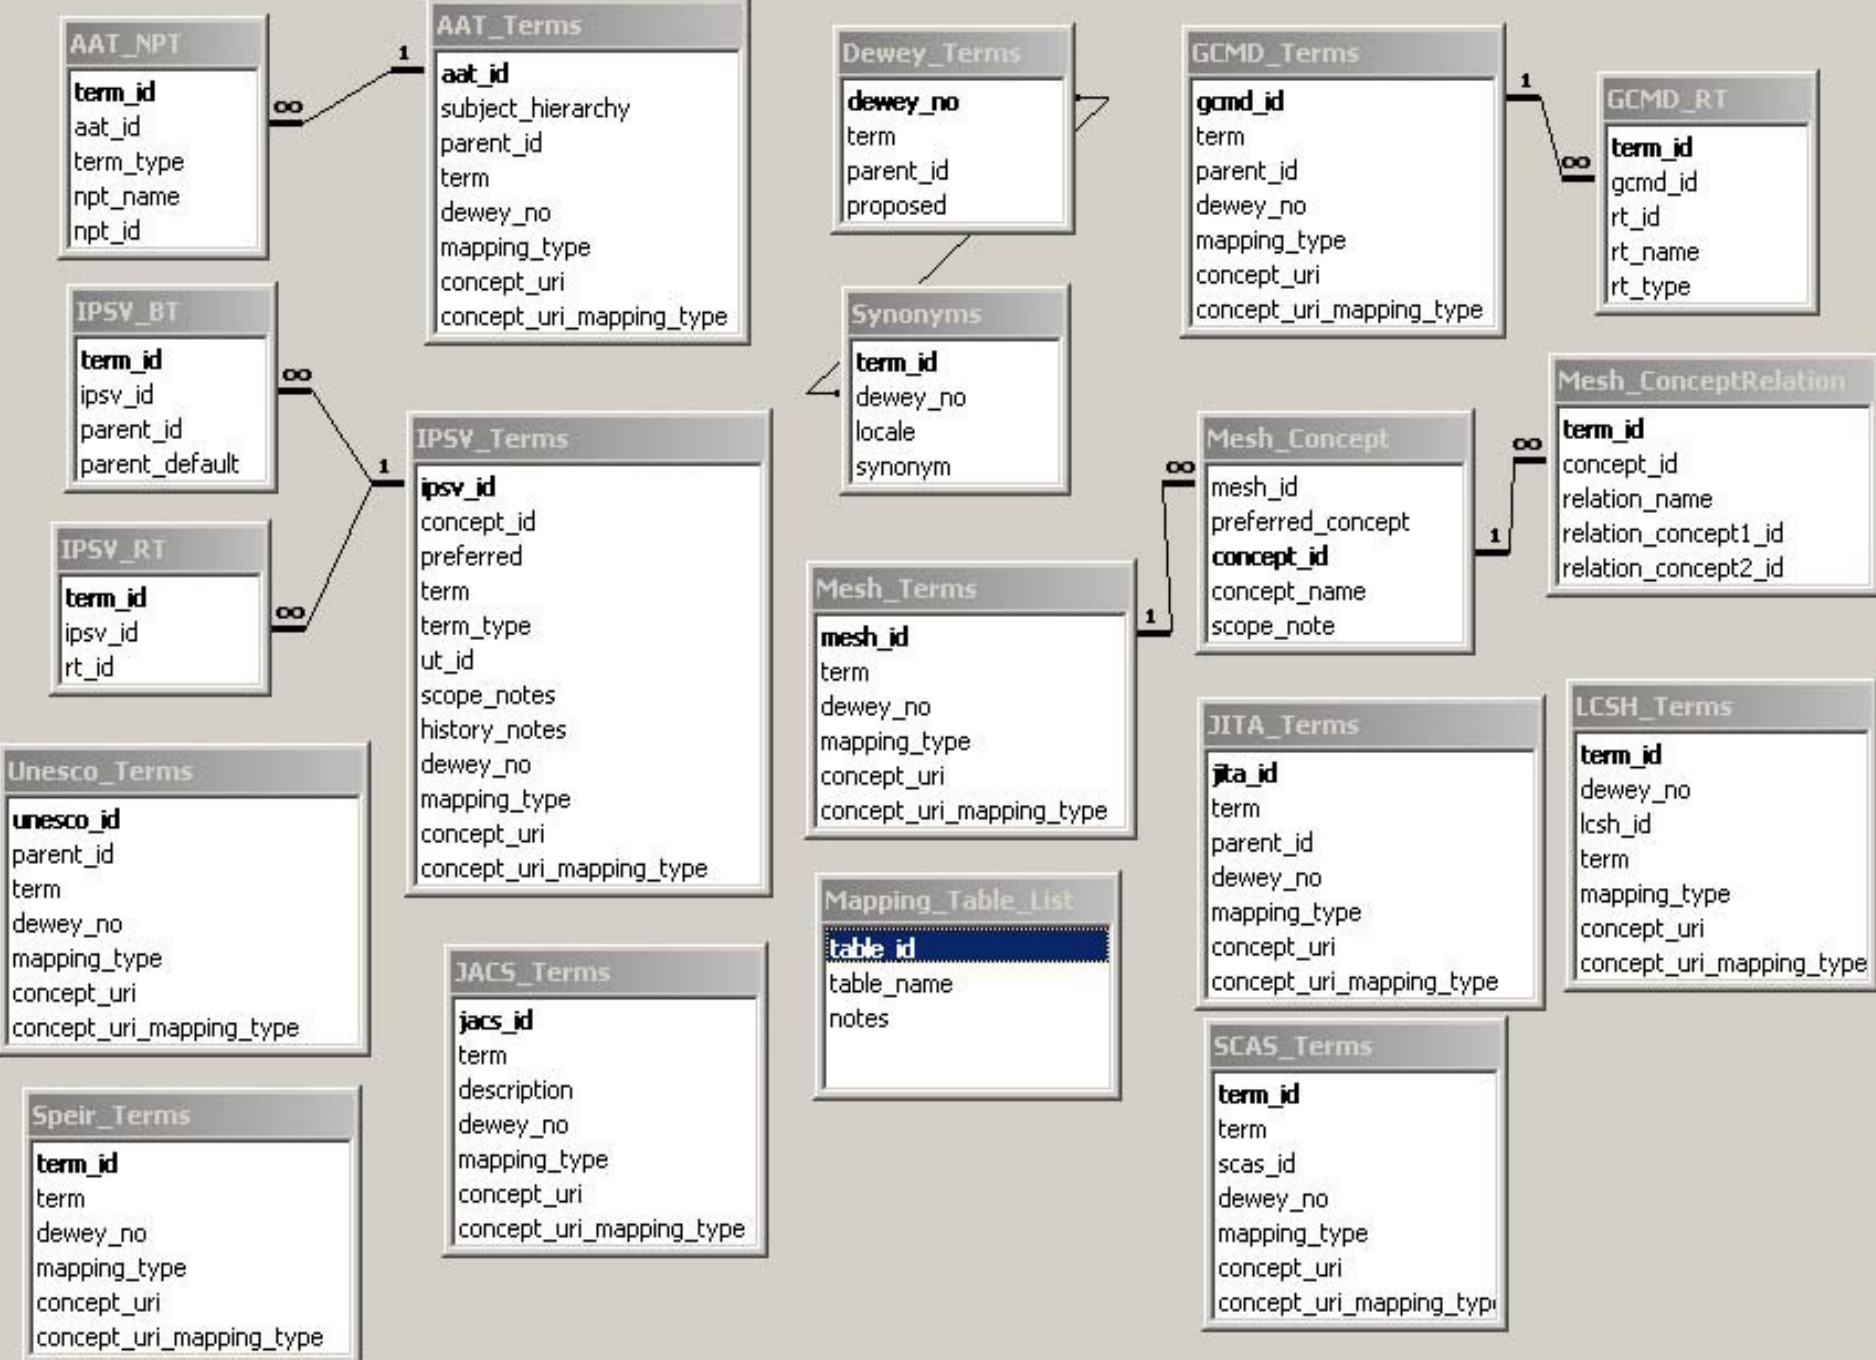 AAT_NPT
term_id
aat_id
term_type
npt_name
npt_id
1
∞
AAT_Terms
aat_id
subject_hierarchy
parent_id
term
dewey_no
mapping_type
concept_uri
concept_uri_mapping_type
Dewey_Terms
dewey_no
term
parent_id
proposed
GCMD_Terms
gcmd_id
term
parent_id
dewey_no
mapping_type
concept_uri
concept_uri_mapping_type
1
∞
GCMD_RT
term_id
gcmd_id
rt_id
rt_name
rt_type
IPSV_BT
term_id
ipsv_id
parent_id
parent_default
∞
1
∞
IPSV_RT
term_id
ipsv_id
rt_id
IPSV_Terms
ipsv_id
concept_id
preferred
term
term_type
ut_id
scope_notes
history_notes
dewey_no
mapping_type
concept_uri
concept_uri_mapping_type
Synonyms
term_id
dewey_no
locale
synonym
Mesh_Terms
mesh_id
term
dewey_no
mapping_type
concept_uri
concept_uri_mapping_type
1
∞
Mesh_Concept
mesh_id
preferred_concept
concept_id
concept_name
scope_note
1
∞
Mesh_ConceptRelation
term_id
concept_id
relation_name
relation_concept1_id
relation_concept2_id
Unesco_Terms
unesco_id
parent_id
term
dewey_no
mapping_type
concept_uri
concept_uri_mapping_type
Speir_Terms
term_id
term
dewey_no
mapping_type
concept_uri
concept_uri_mapping_type
JACS_Terms
jacs_id
term
description
dewey_no
mapping_type
concept_uri
concept_uri_mapping_type
Mapping_Table_List
table_id
table_name
notes
JITA_Terms
jita_id
term
parent_id
dewey_no
mapping_type
concept_uri
concept_uri_mapping_type
LCSH_Terms
term_id
dewey_no
lcsh_id
term
mapping_type
concept_uri
concept_uri_mapping_type
SCAS_Terms
term_id
term
scas_id
dewey_no
mapping_type
concept_uri
concept_uri_mapping_typ